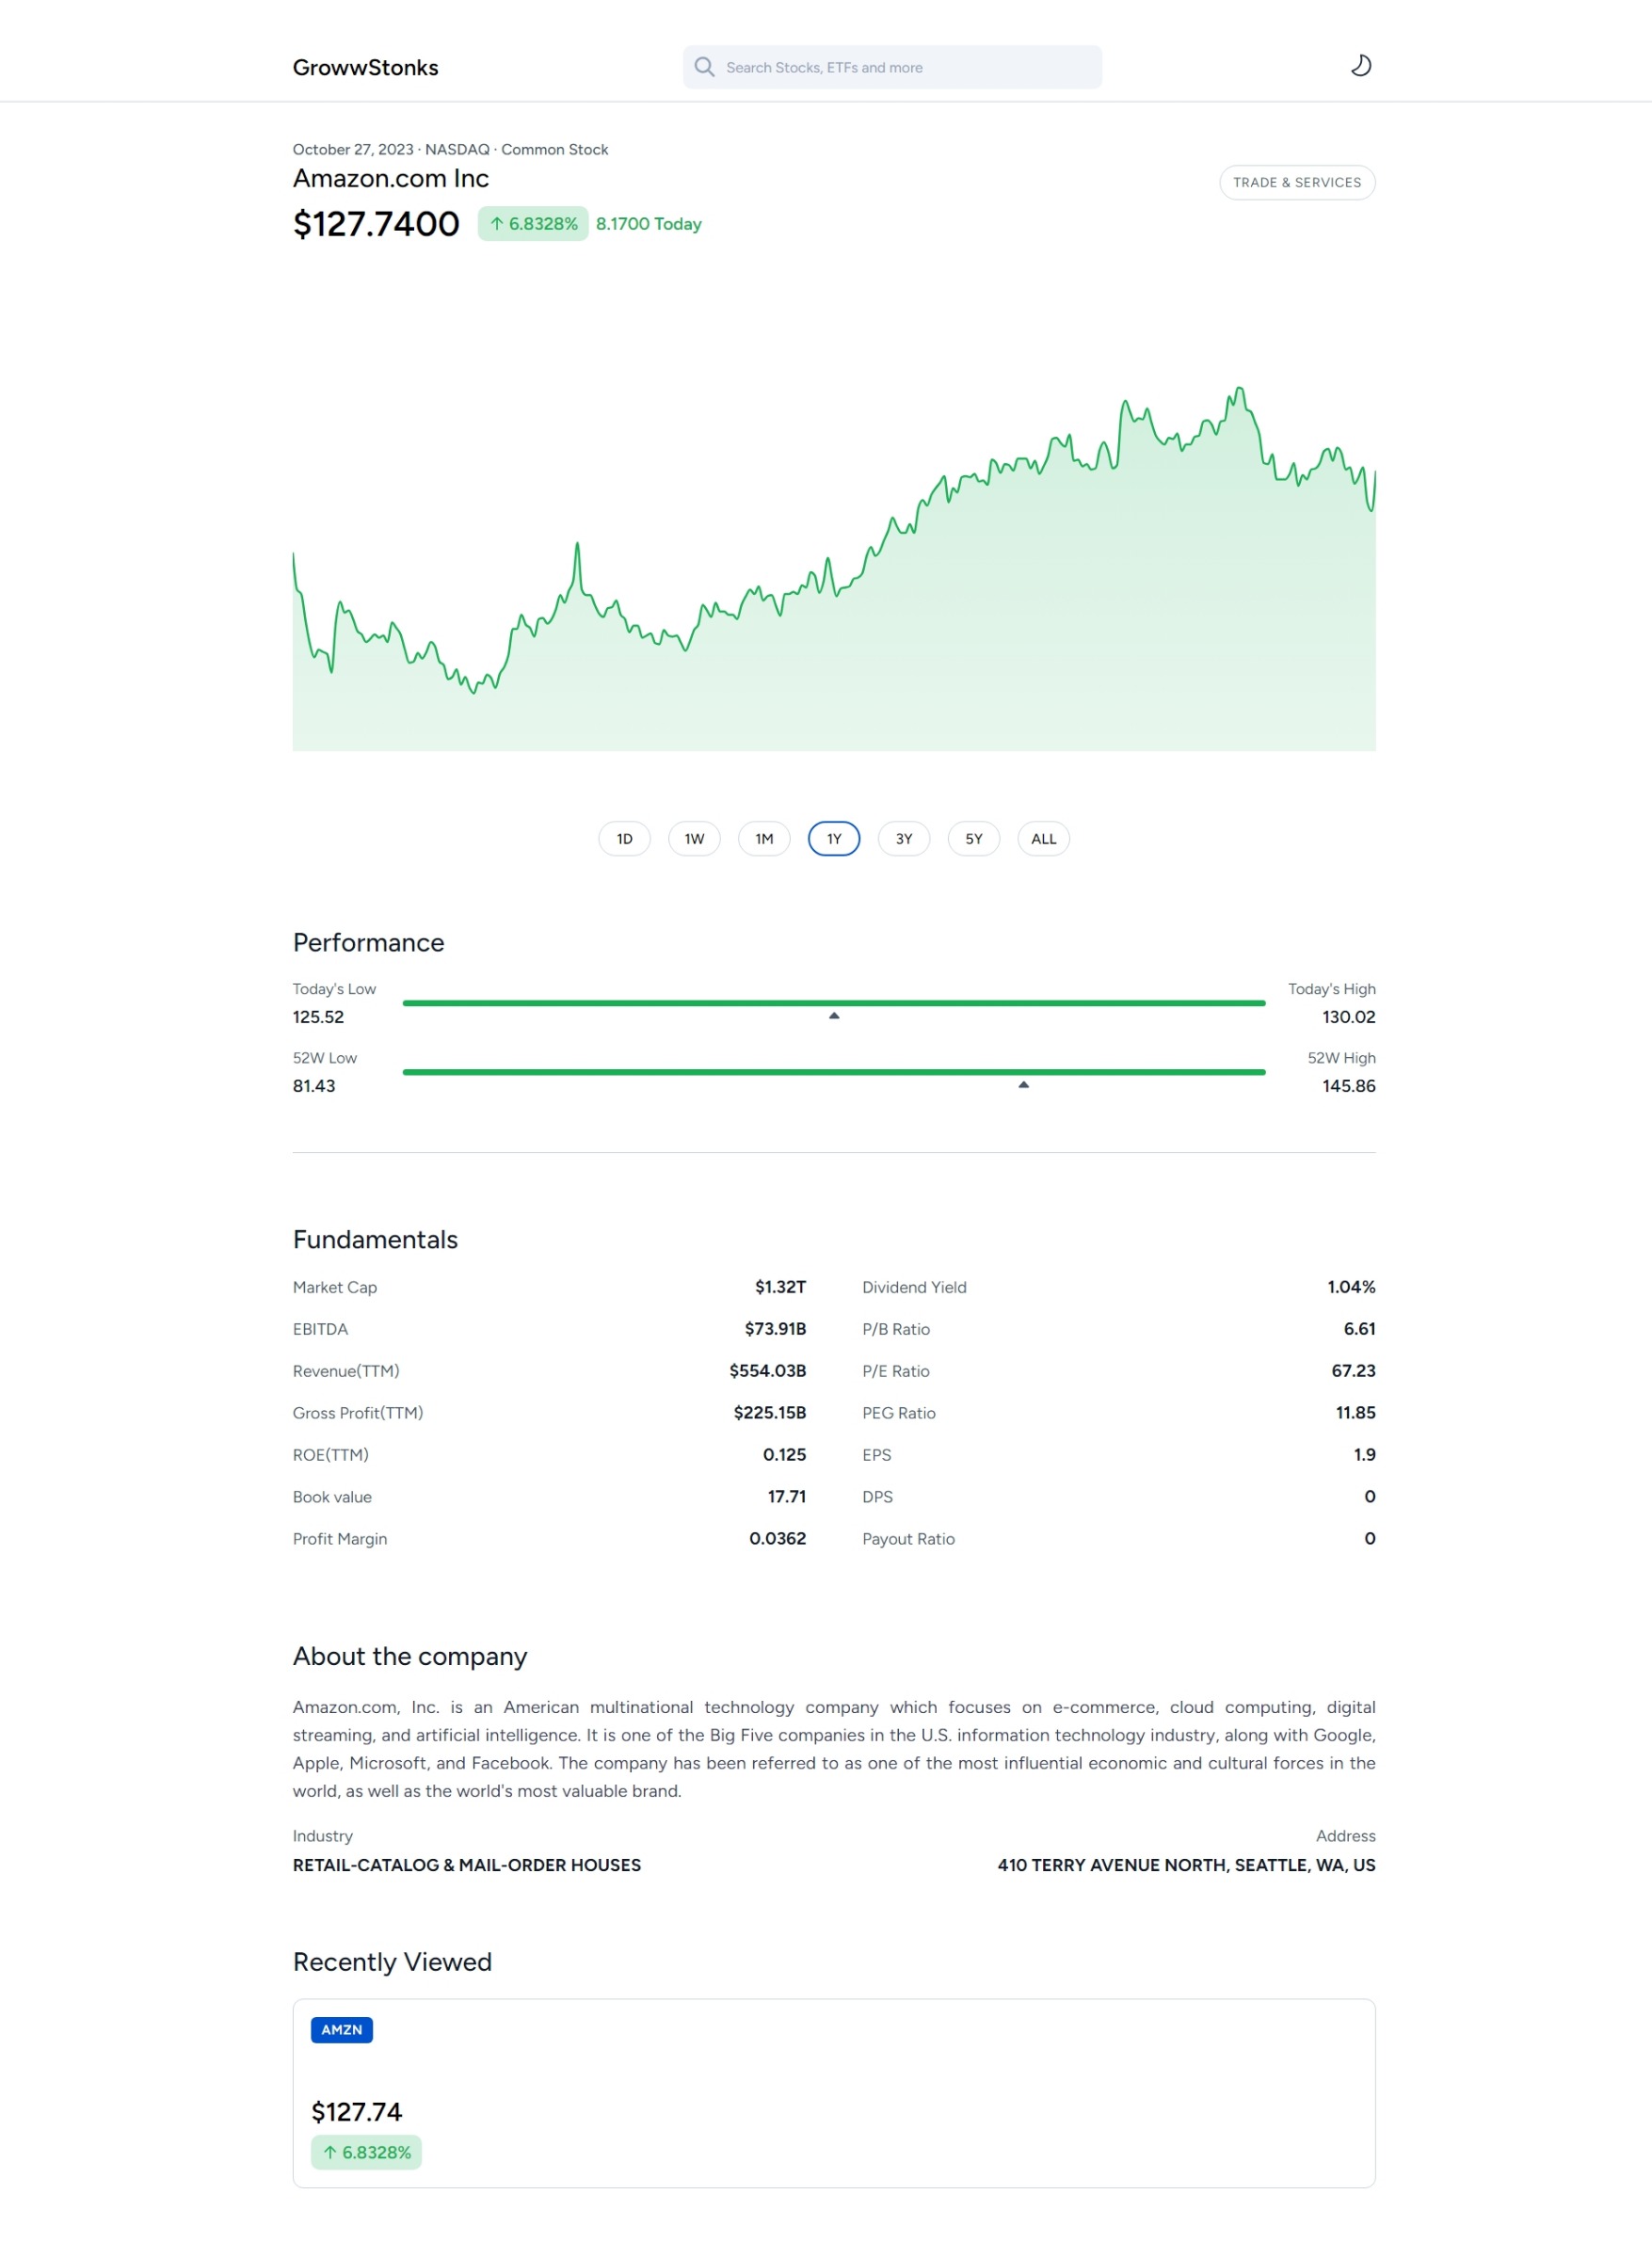 GrowwStonks
Search Stocks, ETFs and more
October 27, 2023 · NASDAQ · Common Stock
Amazon.com Inc
TRADE & SERVICES
$127.7400
↑ 6.8328%
8.1700 Today
1D
1W
1M
1Y
3Y
5Y
ALL
Performance
Today's Low
Today's High
125.52
130.02
52W Low
52W High
81.43
145.86
Fundamentals
Market Cap $1.32T
Dividend Yield 1.04%
EBITDA $73.91B
P/B Ratio 6.61
Revenue(TTM) $554.03B
P/E Ratio 67.23
Gross Profit(TTM) $225.15B
PEG Ratio 11.85
ROE(TTM) 0.125
EPS 1.9
Book value 17.71
DPS 0
Profit Margin 0.0362
Payout Ratio 0
About the company
Amazon.com, Inc. is an American multinational technology company which focuses on e-commerce, cloud computing, digital
streaming, and artificial intelligence. It is one of the Big Five companies in the U.S. information technology industry, along with Google,
Apple, Microsoft, and Facebook. The company has been referred to as one of the most influential economic and cultural forces in the
world, as well as the world's most valuable brand.
Industry
Address
RETAIL-CATALOG & MAIL-ORDER HOUSES
410 TERRY AVENUE NORTH, SEATTLE, WA, US
Recently Viewed
AMZN
$127.74
↑ 6.8328%